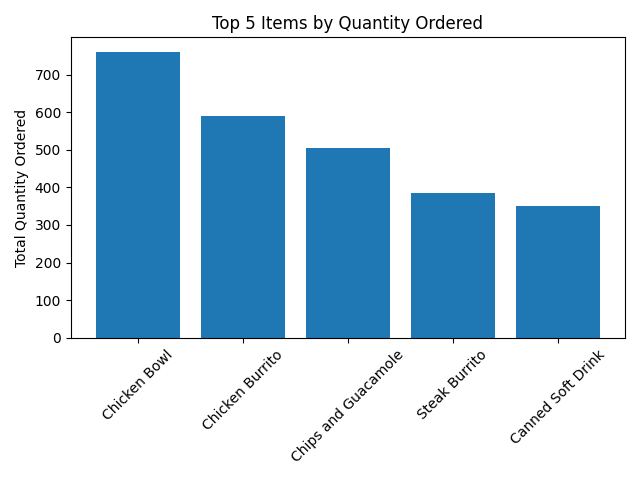 Top 5 Items by Quantity Ordered
Total Quantity Ordered
700
600
500
400
300
200
100
0
Chicken Bowl
Chicken Burrito
Chips and Guacamole
Steak Burrito
Canned Soft Drink